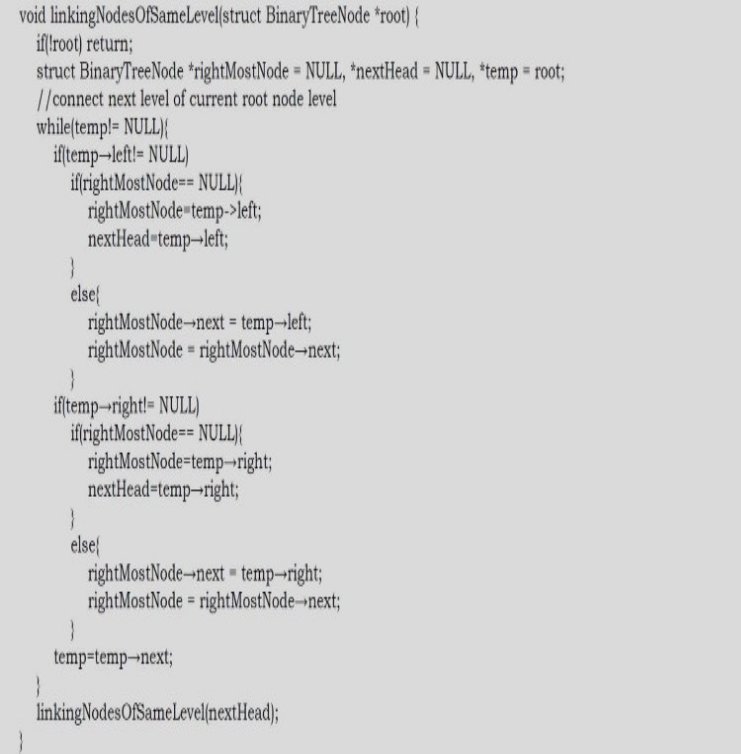 void linkingNodesOfSameLevel(struct BinaryTreeNode *root) {
if(!root) return;
struct BinaryTreeNode *rightMostNode = NULL, *nextHead = NULL, *temp = root;
//connect next level of current root node level
while(temp!= NULL){
if(temp→left!= NULL)
if(rightMostNode== NULL){
rightMostNode=temp->left;
nextHead=temp→left;
}
else{
rightMostNode→next = temp→left;
rightMostNode = rightMostNode→next;
}
if(temp→right!= NULL)
if(rightMostNode== NULL){
rightMostNode=temp→right;
nextHead=temp→right;
}
else{
rightMostNode→next = temp→right;
rightMostNode = rightMostNode→next;
}
temp=temp→next;
}
linkingNodesOfSameLevel(nextHead);
}